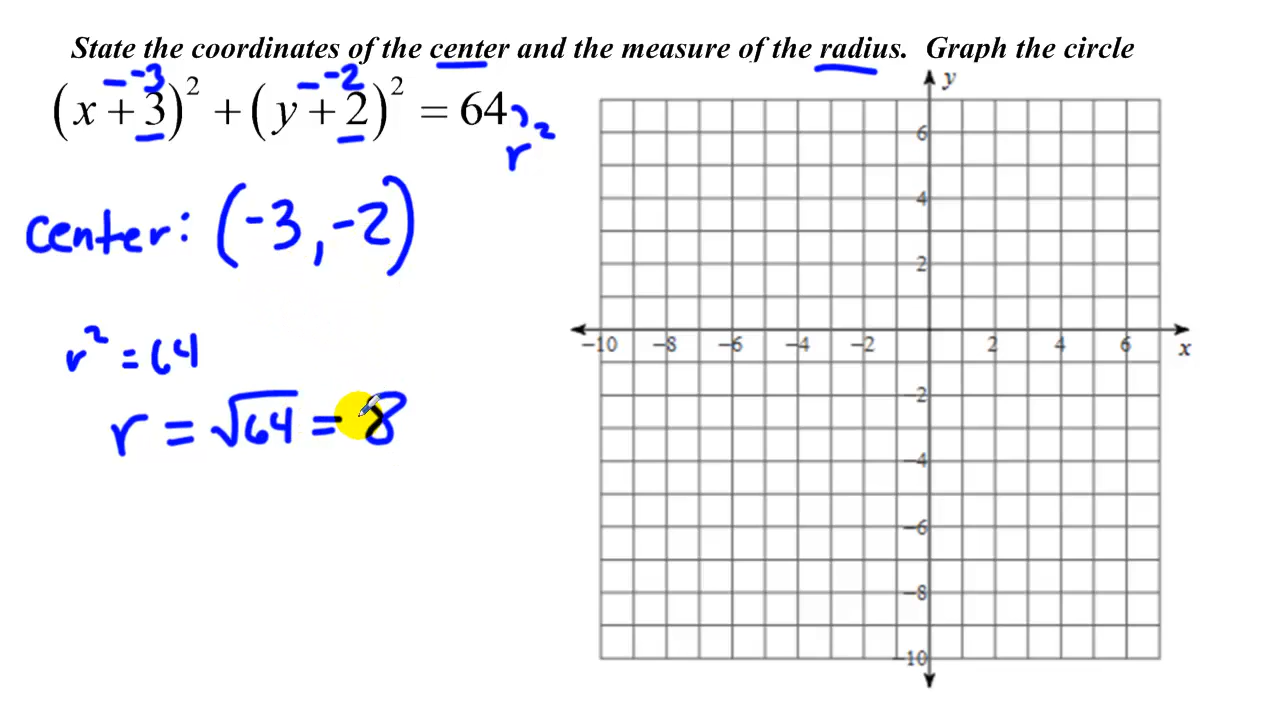 State the coordinates of the center and the measure of the radius. Graph the circle
− -3 − -2
(x + 3)² + (y + 2)² = 64
r²
center: (-3, -2)
r² = 64
r = √64 = 8
y
6
4
2
−10 −8 −6 −4 −2 2 4 6 x
−2
−4
−6
−8
−10